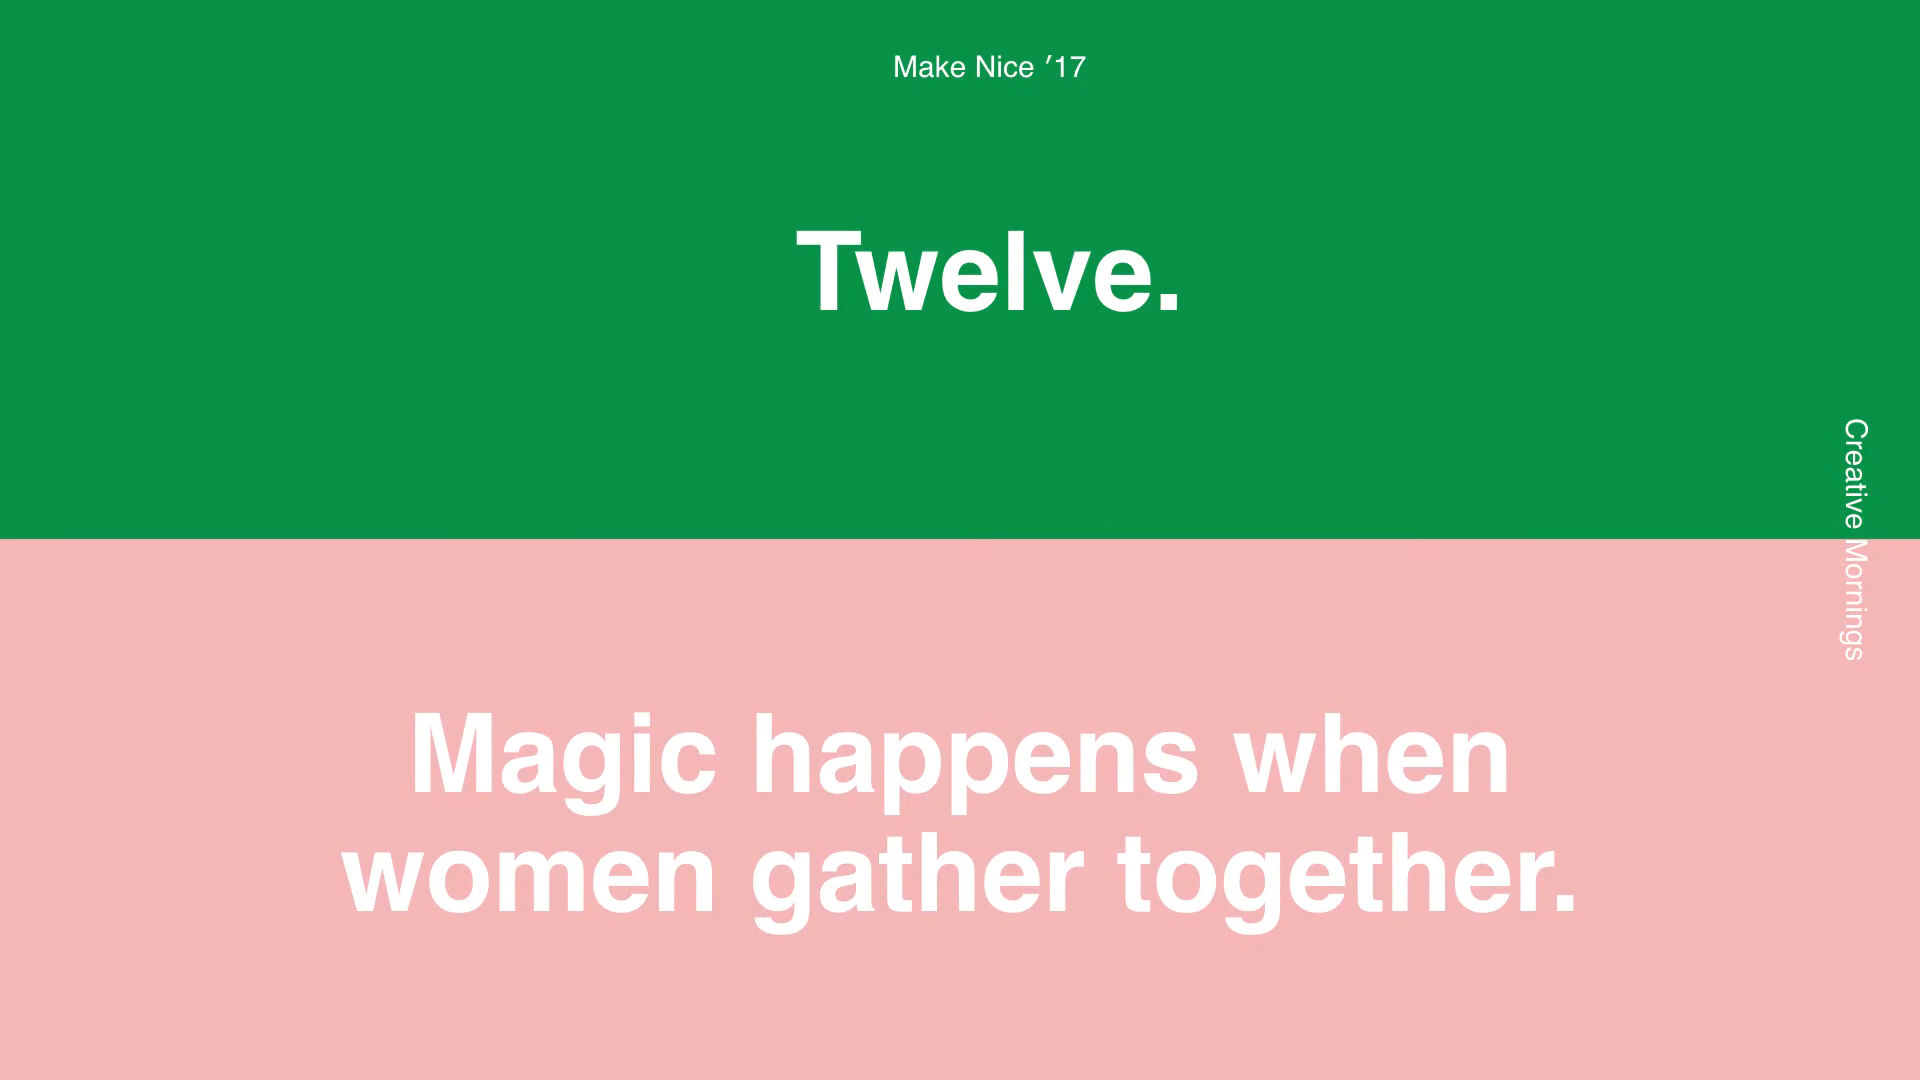 Make Nice ′17
Twelve.
Creative Mornings
Magic happens when
women gather together.